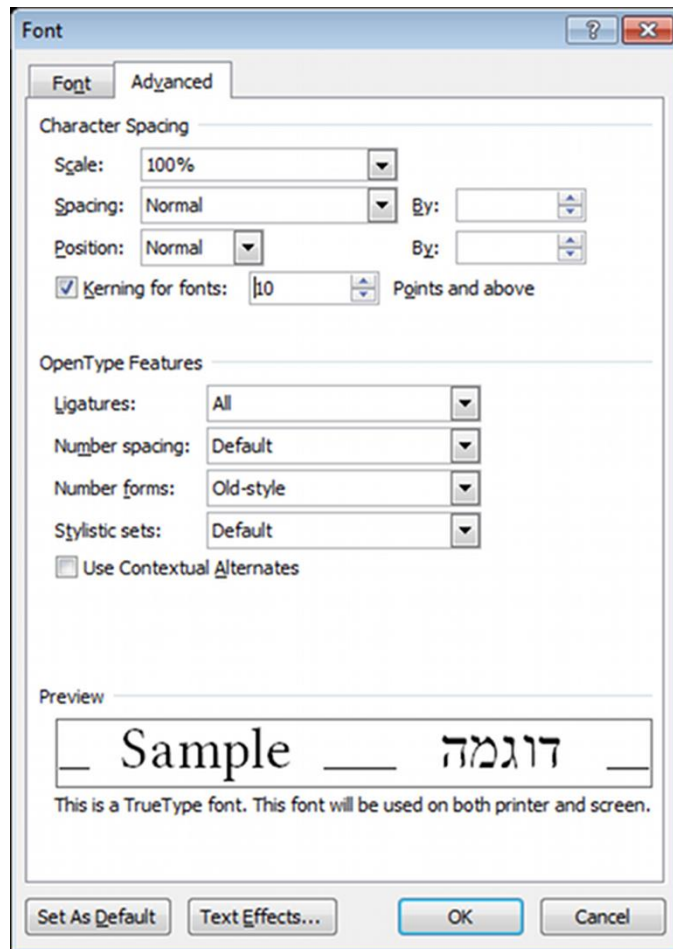 Font
Font Advanced
Character Spacing
Scale: 100%
Spacing: Normal By:
Position: Normal By:
Kerning for fonts: 10 Points and above
OpenType Features
Ligatures: All
Number spacing: Default
Number forms: Old-style
Stylistic sets: Default
Use Contextual Alternates
Preview
Sample דוגמה
This is a TrueType font. This font will be used on both printer and screen.
Set As Default Text Effects... OK Cancel